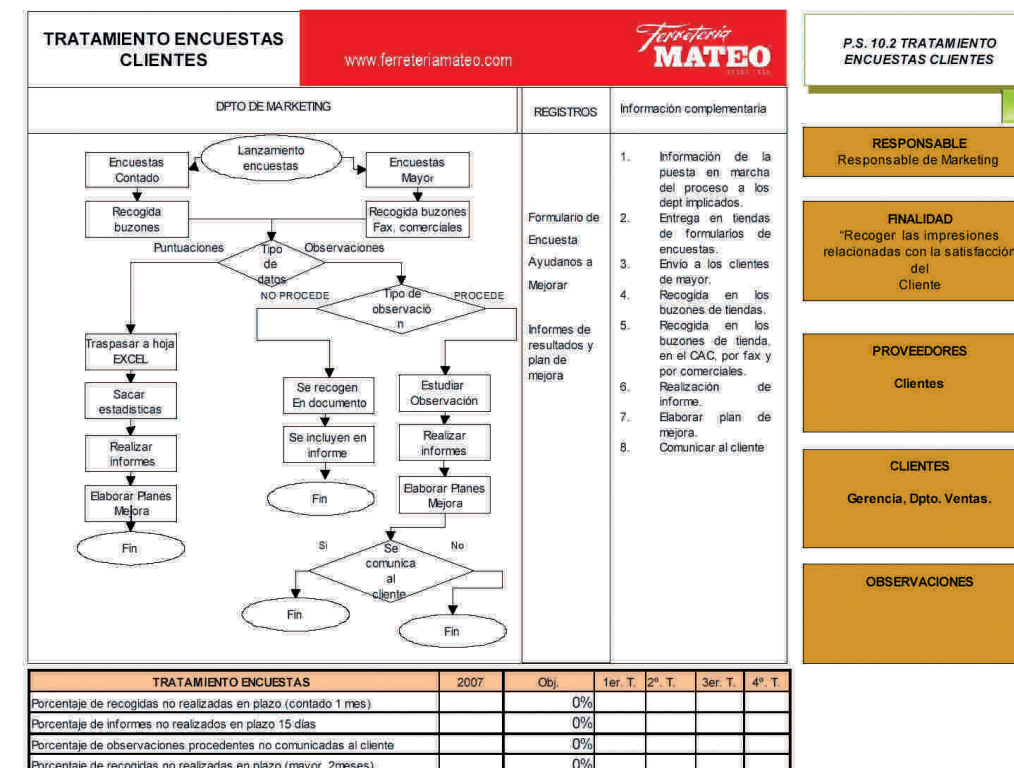 TRATAMIENTO ENCUESTAS
CLIENTES
www.ferreteriamateo.com
Ferretería
MATEO
DESDE 1956
P.S. 10.2 TRATAMIENTO
ENCUESTAS CLIENTES
DPTO DE MARKETING
REGISTROS
Información complementaria
Lanzamiento
encuestas
Encuestas
Contado
Encuestas
Mayor
Recogida
buzones
Recogida buzones
Fax, comerciales
Puntuaciones
Tipo
de
datos
Observaciones
NO PROCEDE
Tipo de
observació
n
PROCEDE
Traspasar a hoja
EXCEL
Sacar
estadisticas
Realizar
informes
Elaborar Planes
Mejora
Fin
Se recogen
En documento
Se incluyen en
informe
Fin
Estudiar
Observación
Realizar
informes
Elaborar Planes
Mejora
Si
Se
comunica
al
cliente
No
Fin
Fin
Formulario de
Encuesta
Ayudanos a
Mejorar
Informes de
resultados y
plan de
mejora
1. Información de la
puesta en marcha
del proceso a los
dept implicados.
2. Entrega en tiendas
de formularios de
encuestas.
3. Envio a los clientes
de mayor.
4. Recogida en los
buzones de tiendas.
5. Recogida en los
buzones de tienda,
en el CAC, por fax y
por comerciales.
6. Realización de
informe.
7. Elaborar plan de
mejora.
8. Comunicar al cliente
RESPONSABLE
Responsable de Marketing
FINALIDAD
"Recoger las impresiones
relacionadas con la satisfacción
del
Cliente
PROVEEDORES
Clientes
CLIENTES
Gerencia, Dpto. Ventas.
OBSERVACIONES
TRATAMIENTO ENCUESTAS 2007 Obj. 1er. T. 2º. T. 3er. T. 4º. T.
Porcentaje de recogidas no realizadas en plazo (contado 1 mes) 0%
Porcentaje de informes no realizados en plazo 15 días 0%
Porcentaje de observaciones procedentes no comunicadas al cliente 0%
Porcentaje de recogidas no realizadas en plazo (mayor, 2meses) 0%